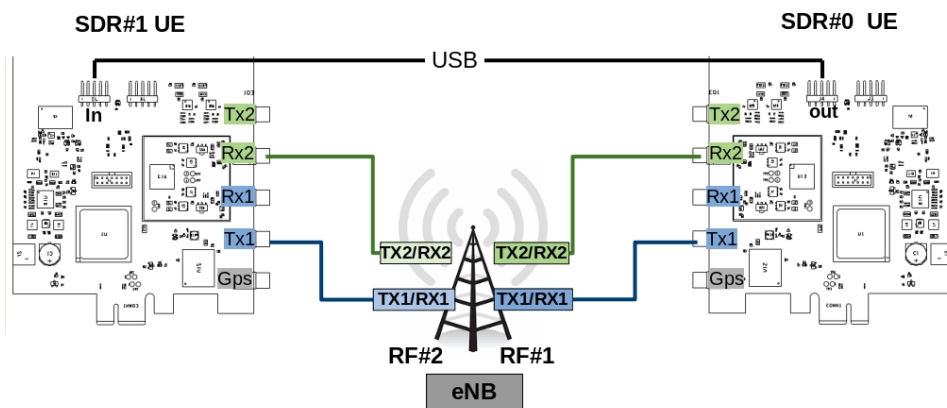 SDR#1 UE
SDR#0 UE
USB
In
out
Tx2
Rx2
Rx1
Tx1
Gps
Tx2
Rx2
Rx1
Tx1
Gps
TX2/RX2
TX2/RX2
TX1/RX1
TX1/RX1
RF#2
RF#1
eNB